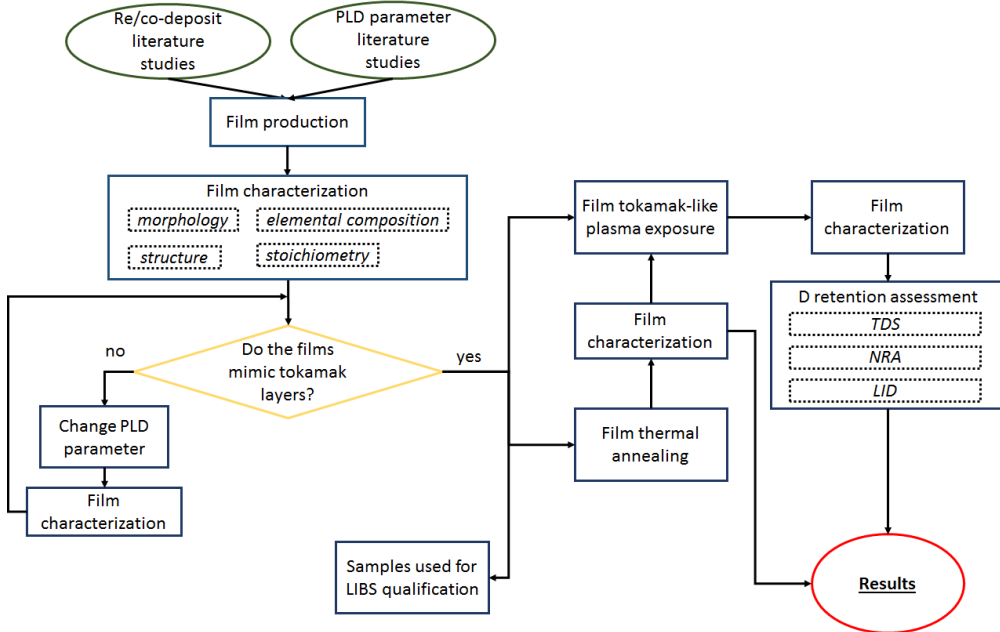 Re/co-deposit
literature
studies
PLD parameter
literature
studies
Film production
Film characterization
morphology
elemental composition
structure
stoichiometry
no
Do the films
mimic tokamak
layers?
yes
Change PLD
parameter
Film
characterization
Samples used for
LIBS qualification
Film tokamak-like
plasma exposure
Film
characterization
Film thermal
annealing
Film
characterization
D retention assessment
TDS
NRA
LID
Results